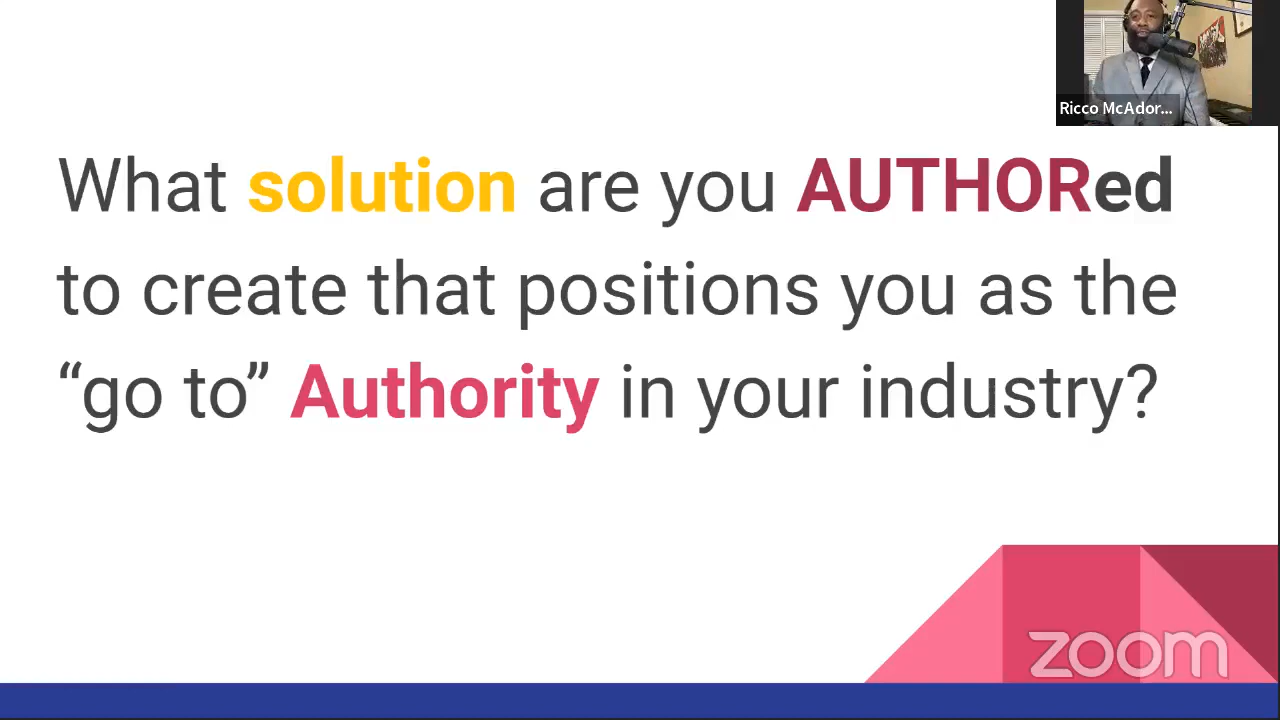 Ricco McAdor...
What solution are you AUTHORed
to create that positions you as the
“go to” Authority in your industry?
zoom